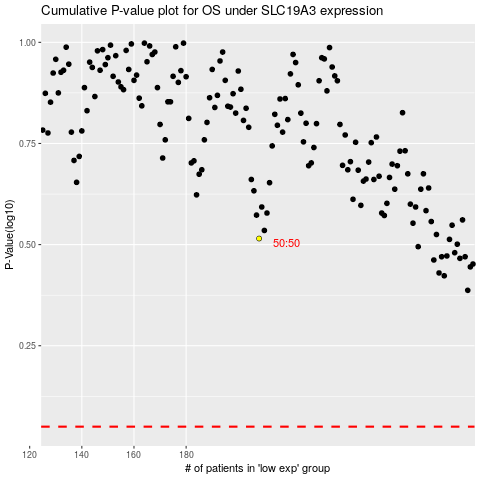 Cumulative P-value plot for OS under SLC19A3 expression
1.00
0.75
0.50
0.25
P-Value(log10)
50:50
120 140 160 180
# of patients in 'low exp' group